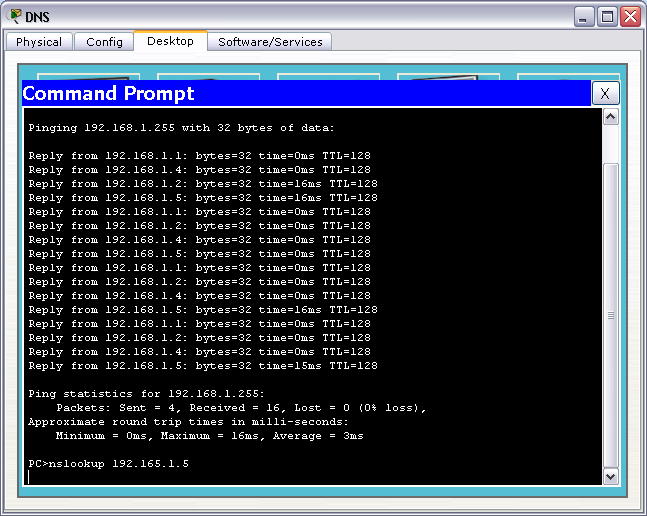 DNS
Physical Config Desktop Software/Services
Command Prompt X
Pinging 192.168.1.255 with 32 bytes of data:
Reply from 192.168.1.1: bytes=32 time=0ms TTL=128
Reply from 192.168.1.4: bytes=32 time=0ms TTL=128
Reply from 192.168.1.2: bytes=32 time=16ms TTL=128
Reply from 192.168.1.5: bytes=32 time=16ms TTL=128
Reply from 192.168.1.1: bytes=32 time=0ms TTL=128
Reply from 192.168.1.2: bytes=32 time=0ms TTL=128
Reply from 192.168.1.4: bytes=32 time=0ms TTL=128
Reply from 192.168.1.5: bytes=32 time=0ms TTL=128
Reply from 192.168.1.1: bytes=32 time=0ms TTL=128
Reply from 192.168.1.2: bytes=32 time=0ms TTL=128
Reply from 192.168.1.4: bytes=32 time=0ms TTL=128
Reply from 192.168.1.5: bytes=32 time=16ms TTL=128
Reply from 192.168.1.1: bytes=32 time=0ms TTL=128
Reply from 192.168.1.2: bytes=32 time=0ms TTL=128
Reply from 192.168.1.4: bytes=32 time=0ms TTL=128
Reply from 192.168.1.5: bytes=32 time=15ms TTL=128
Ping statistics for 192.168.1.255:
Packets: Sent = 4, Received = 16, Lost = 0 (0% loss),
Approximate round trip times in milli-seconds:
Minimum = 0ms, Maximum = 16ms, Average = 3ms
PC>nslookup 192.165.1.5